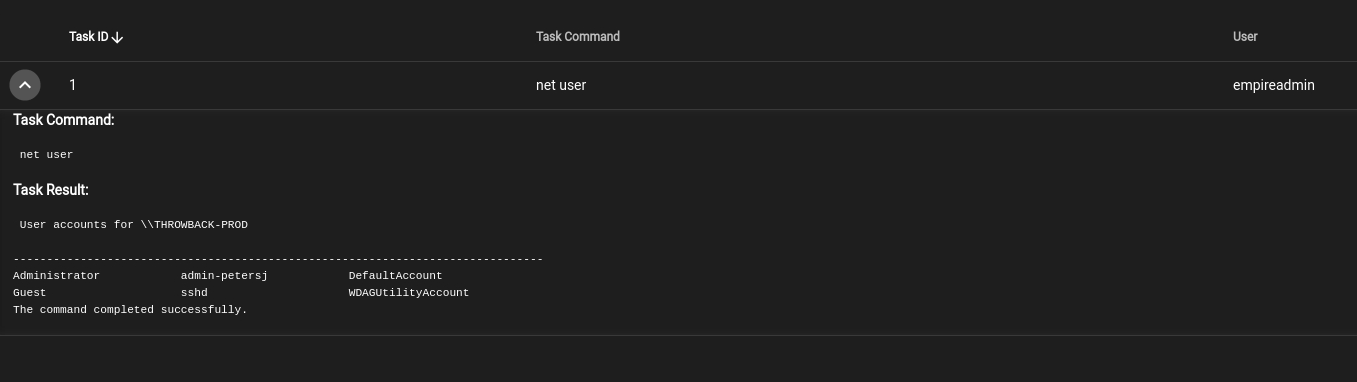 Task ID Task Command User
1 net user empireadmin
Task Command:
net user
Task Result:
User accounts for \\THROWBACK-PROD
-------------------------------------------------------------------------------
Administrator admin-petersj DefaultAccount
Guest sshd WDAGUtilityAccount
The command completed successfully.